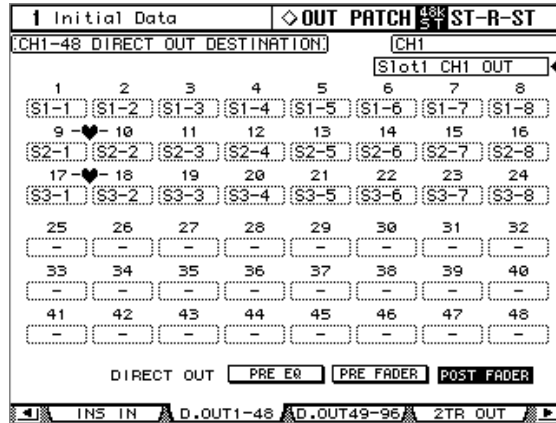 1 Initial Data ◇OUT PATCH 48K ST ST-R-ST
CH1-48 DIRECT OUT DESTINATION CH1
Slot1 CH1 OUT
1 2 3 4 5 6 7 8
S1-1 S1-2 S1-3 S1-4 S1-5 S1-6 S1-7 S1-8
9 -♥- 10 11 12 13 14 15 16
S2-1 S2-2 S2-3 S2-4 S2-5 S2-6 S2-7 S2-8
17 -♥- 18 19 20 21 22 23 24
S3-1 S3-2 S3-3 S3-4 S3-5 S3-6 S3-7 S3-8
25 26 27 28 29 30 31 32
- - - - - - - -
33 34 35 36 37 38 39 40
- - - - - - - -
41 42 43 44 45 46 47 48
- - - - - - - -
DIRECT OUT PRE EQ PRE FADER POST FADER
INS IN D.OUT1-48 D.OUT49-96 2TR OUT